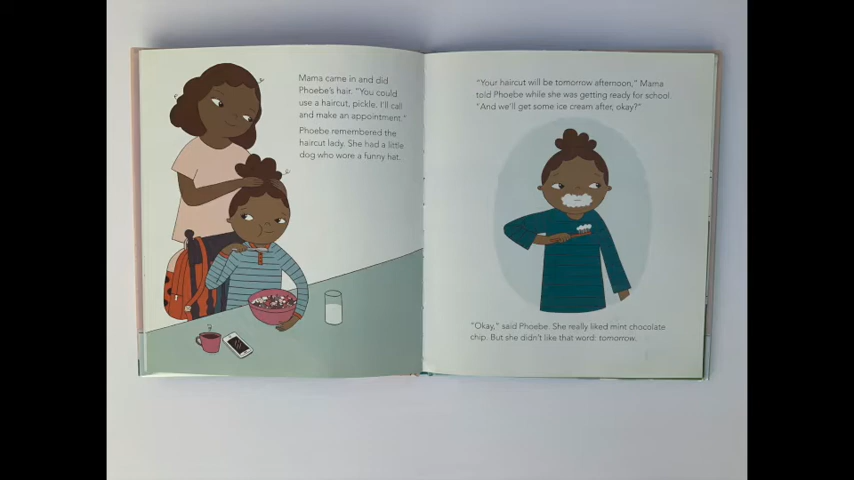 Mama came in and did
Phoebe's hair. "You could
use a haircut, pickle. I'll call
and make an appointment."
Phoebe remembered the
haircut lady. She had a little
dog who wore a funny hat.
"Your haircut will be tomorrow afternoon," Mama
told Phoebe while she was getting ready for school.
"And we'll get some ice cream after, okay?"
"Okay," said Phoebe. She really liked mint chocolate
chip. But she didn't like that word: tomorrow.